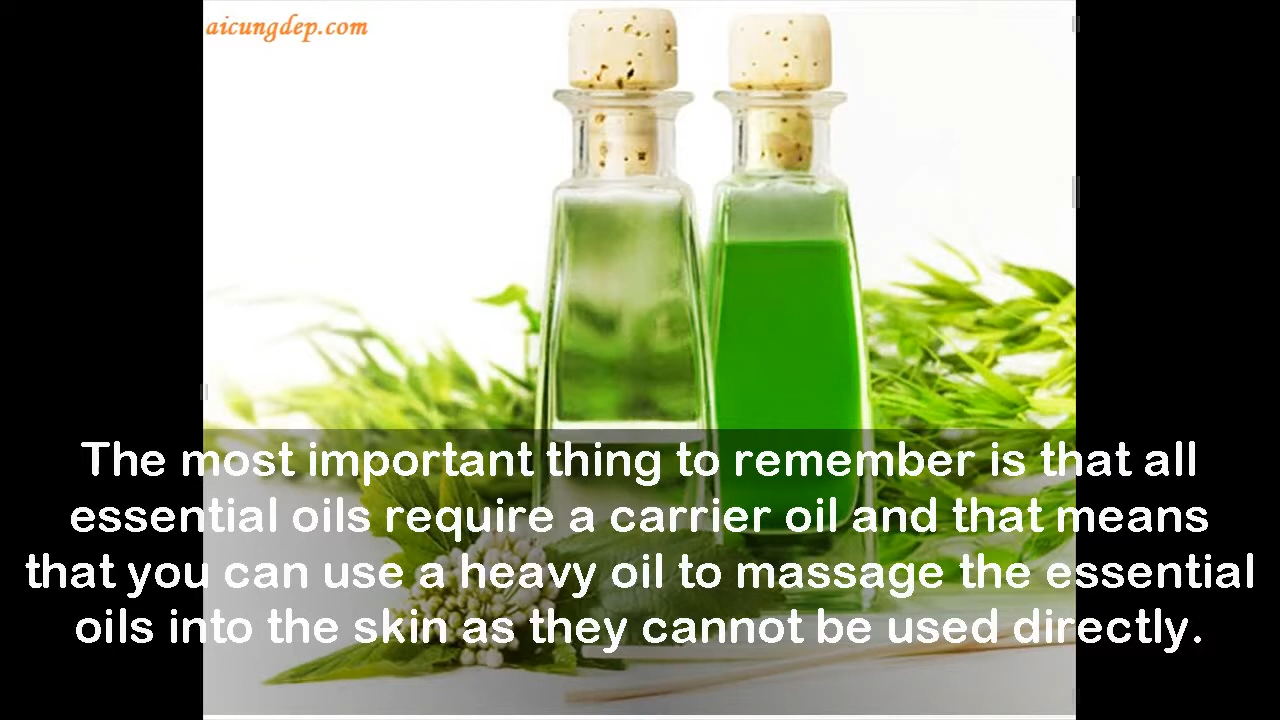 aicungdep.com
The most important thing to remember is that all
essential oils require a carrier oil and that means
that you can use a heavy oil to massage the essential
oils into the skin as they cannot be used directly.